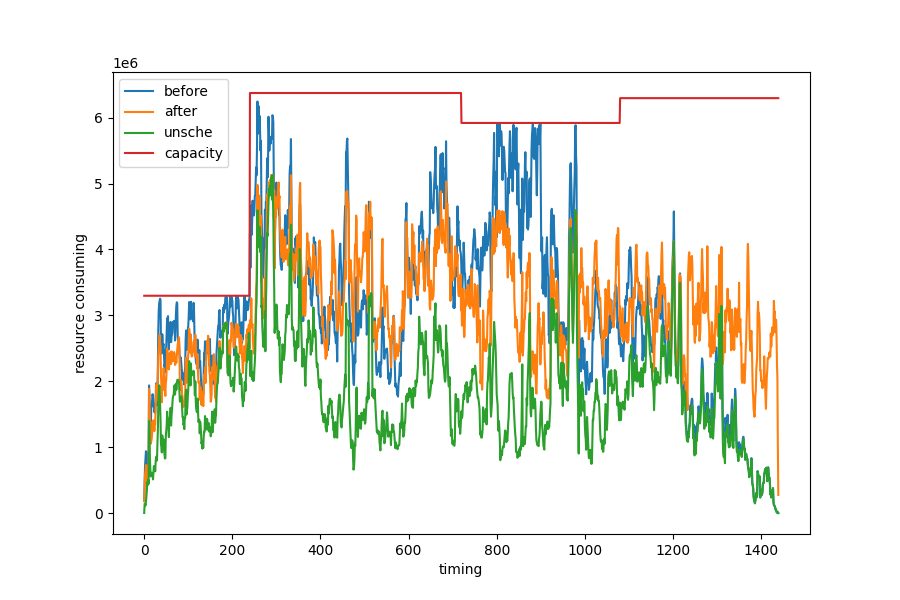 1e6
before
after
unsche
capacity
6
5
4
3
2
1
0
resource consuming
0 200 400 600 800 1000 1200 1400
timing